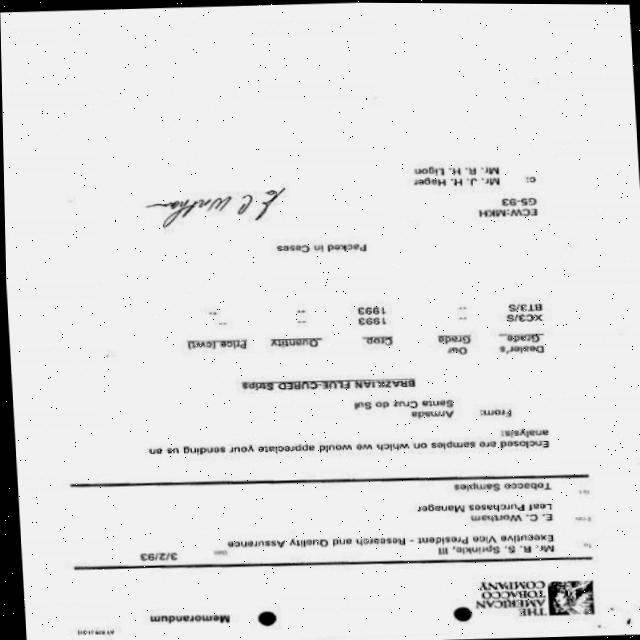 Memorandum
THE
AMERICAN
TOBACCO
COMPANY
To: Mr. R. S. Sprinkle, III Date: 3/2/93
Executive Vice President - Research and Quality Assurance
From: E. C. Wortham
Leaf Purchases Manager
Tobacco Samples
Enclosed are samples on which we would appreciate your sending us an
analysis:
From: Armada
Santa Cruz do Sul
BRAZILIAN FLUE-CURED Strips
Dealer's Grade Our Grade Crop Quantity Price (cwt)
XC3/S -- 1993 -- --
BT3/S -- 1993 -- --
Packed in Cases
ECW:MKH
GS-93
c: Mr. J. H. Hager
Mr. R. H. Ligon